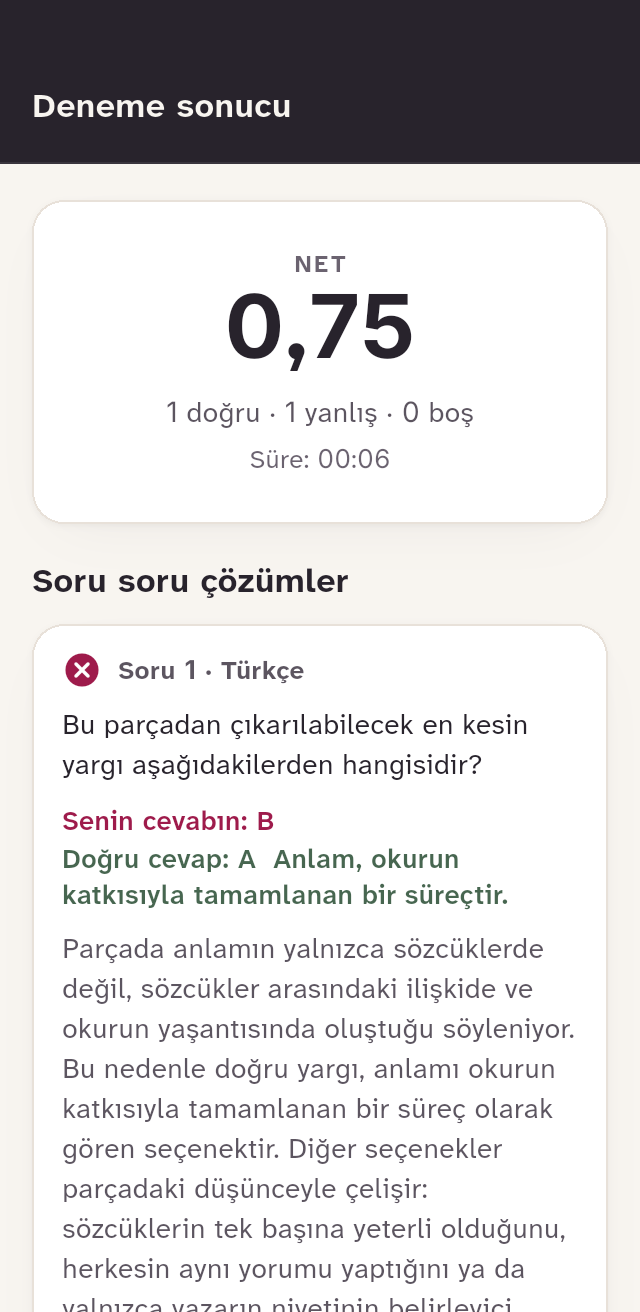 Deneme sonucu
NET
0,75
1 doğru · 1 yanlış · 0 boş
Süre: 00:06
Soru soru çözümler
Soru 1 · Türkçe
Bu parçadan çıkarılabilecek en kesin
yargı aşağıdakilerden hangisidir?
Senin cevabın: B
Doğru cevap: A  Anlam, okurun
katkısıyla tamamlanan bir süreçtir.
Parçada anlamın yalnızca sözcüklerde
değil, sözcükler arasındaki ilişkide ve
okurun yaşantısında oluştuğu söyleniyor.
Bu nedenle doğru yargı, anlamı okurun
katkısıyla tamamlanan bir süreç olarak
gören seçenektir. Diğer seçenekler
parçadaki düşünceyle çelişir:
sözcüklerin tek başına yeterli olduğunu,
herkesin aynı yorumu yaptığını ya da
yalnızca yazarın niyetinin belirleyici